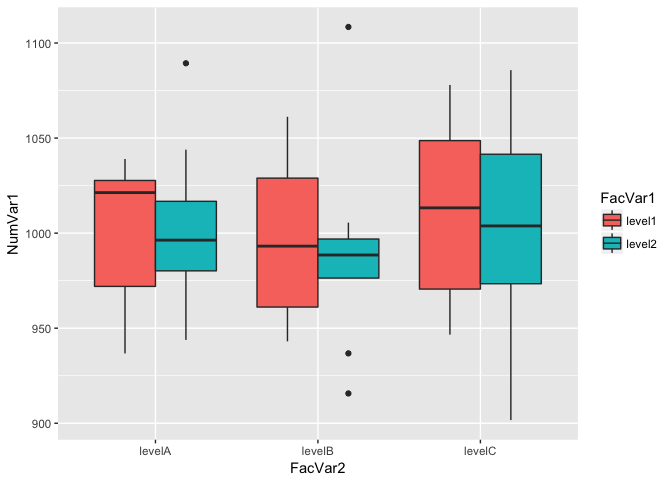 1100
1050
1000
950
900
NumVar1
levelA
levelB
levelC
FacVar2
FacVar1
level1
level2